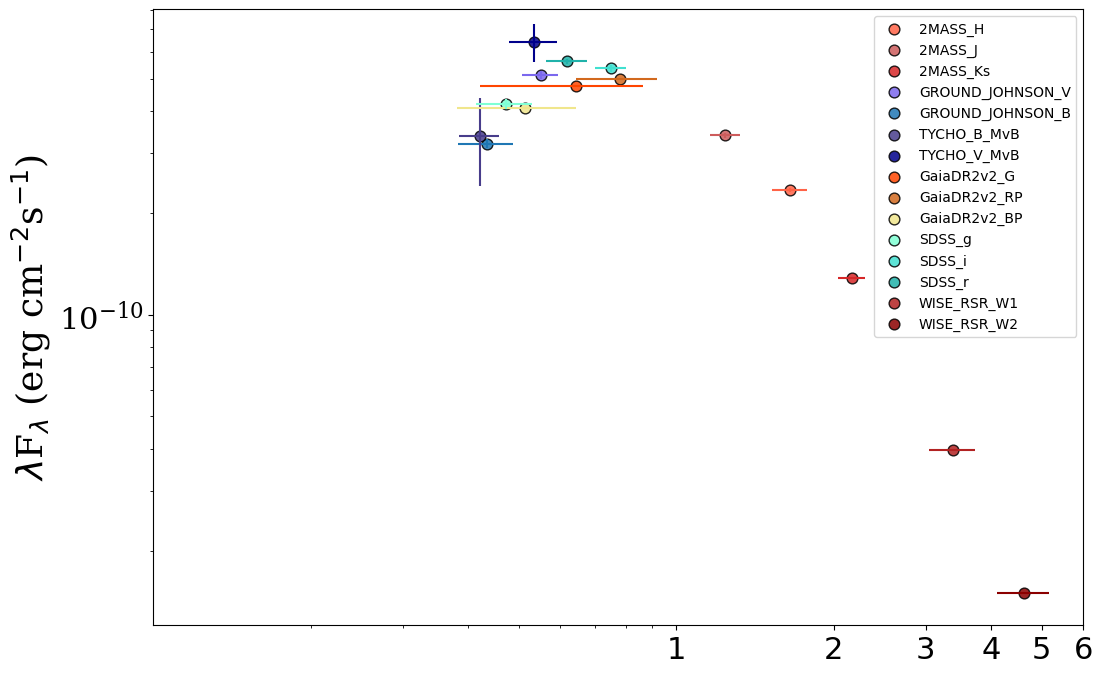 λFλ (erg cm⁻²s⁻¹)
10⁻¹⁰
2MASS_H
2MASS_J
2MASS_Ks
GROUND_JOHNSON_V
GROUND_JOHNSON_B
TYCHO_B_MvB
TYCHO_V_MvB
GaiaDR2v2_G
GaiaDR2v2_RP
GaiaDR2v2_BP
SDSS_g
SDSS_i
SDSS_r
WISE_RSR_W1
WISE_RSR_W2
1 2 3 4 5 6